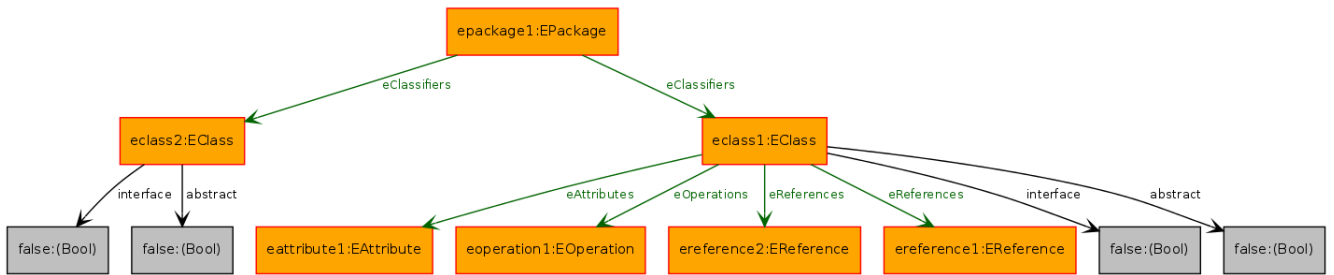 epackage1:EPackage
eClassifiers
eClassifiers
eclass2:EClass
eclass1:EClass
interface
abstract
eAttributes
eOperations
eReferences
eReferences
interface
abstract
false:(Bool)
false:(Bool)
eattribute1:EAttribute
eoperation1:EOperation
ereference2:EReference
ereference1:EReference
false:(Bool)
false:(Bool)